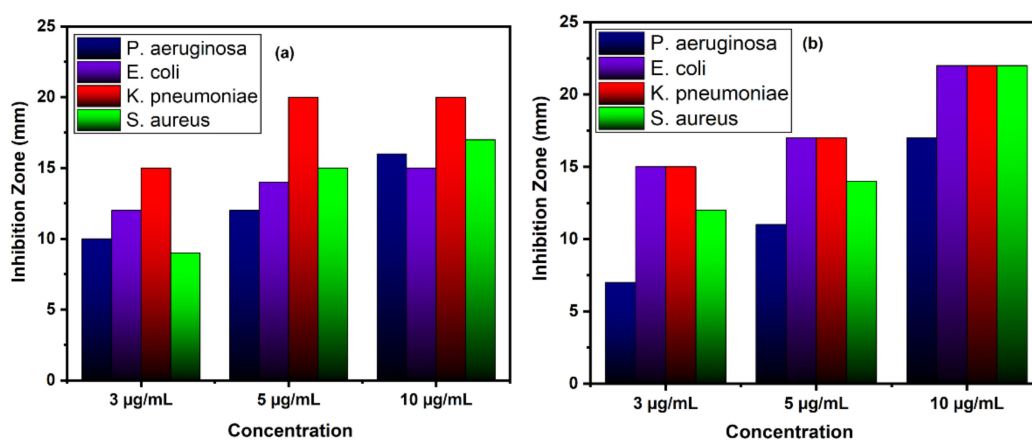 25
20
15
10
5
0
Inhibition Zone (mm)
P. aeruginosa
E. coli
K. pneumoniae
S. aureus
(a)
3 µg/mL
5 µg/mL
10 µg/mL
Concentration
25
20
15
10
5
0
Inhibition Zone (mm)
P. aeruginosa
E. coli
K. pneumoniae
S. aureus
(b)
3 µg/mL
5 µg/mL
10 µg/mL
Concentration